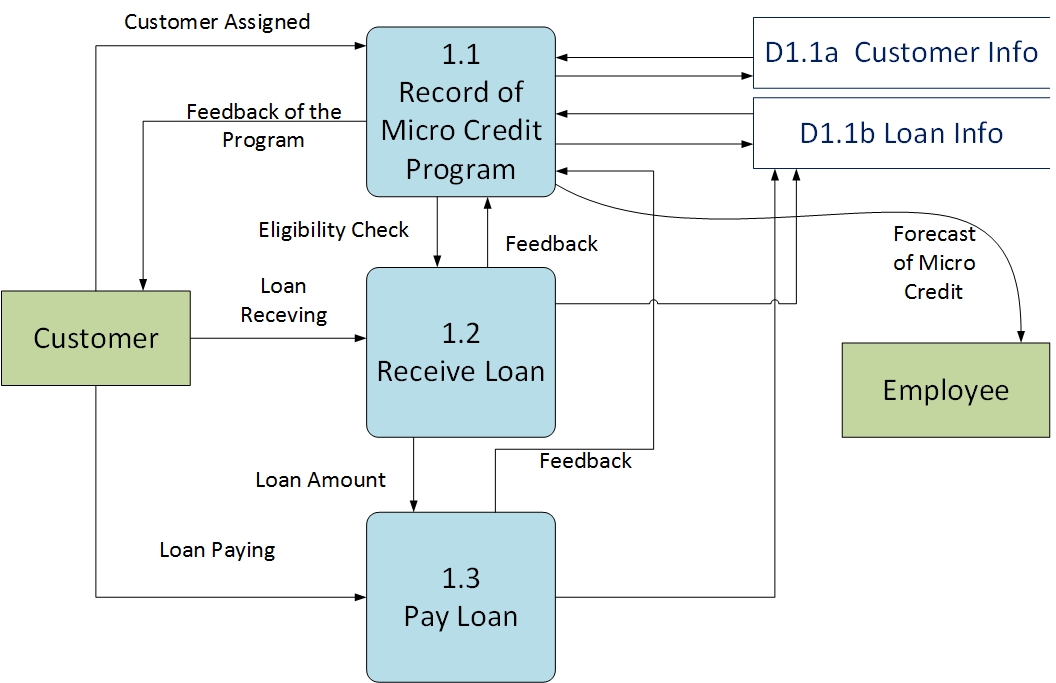 Customer Assigned
1.1
Record of
Micro Credit
Program
D1.1a  Customer Info
D1.1b Loan Info
Feedback of the
Program
Eligibility Check
Feedback
Forecast
of Micro
Credit
Loan
Receving
Customer
1.2
Receive Loan
Employee
Loan Amount
Feedback
Loan Paying
1.3
Pay Loan